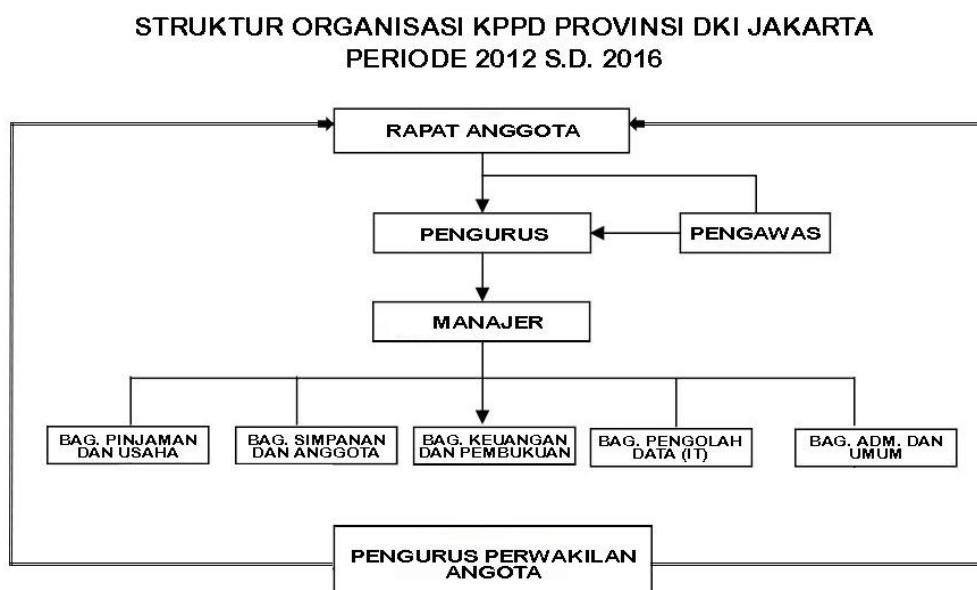 STRUKTUR ORGANISASI KPPD PROVINSI DKI JAKARTA
PERIODE 2012 S.D. 2016
RAPAT ANGGOTA
PENGURUS
PENGAWAS
MANAJER
BAG. PINJAMAN
DAN USAHA
BAG. SIMPANAN
DAN ANGGOTA
BAG. KEUANGAN
DAN PEMBUKUAN
BAG. PENGOLAH
DATA (IT)
BAG. ADM. DAN
UMUM
PENGURUS PERWAKILAN
ANGOTA